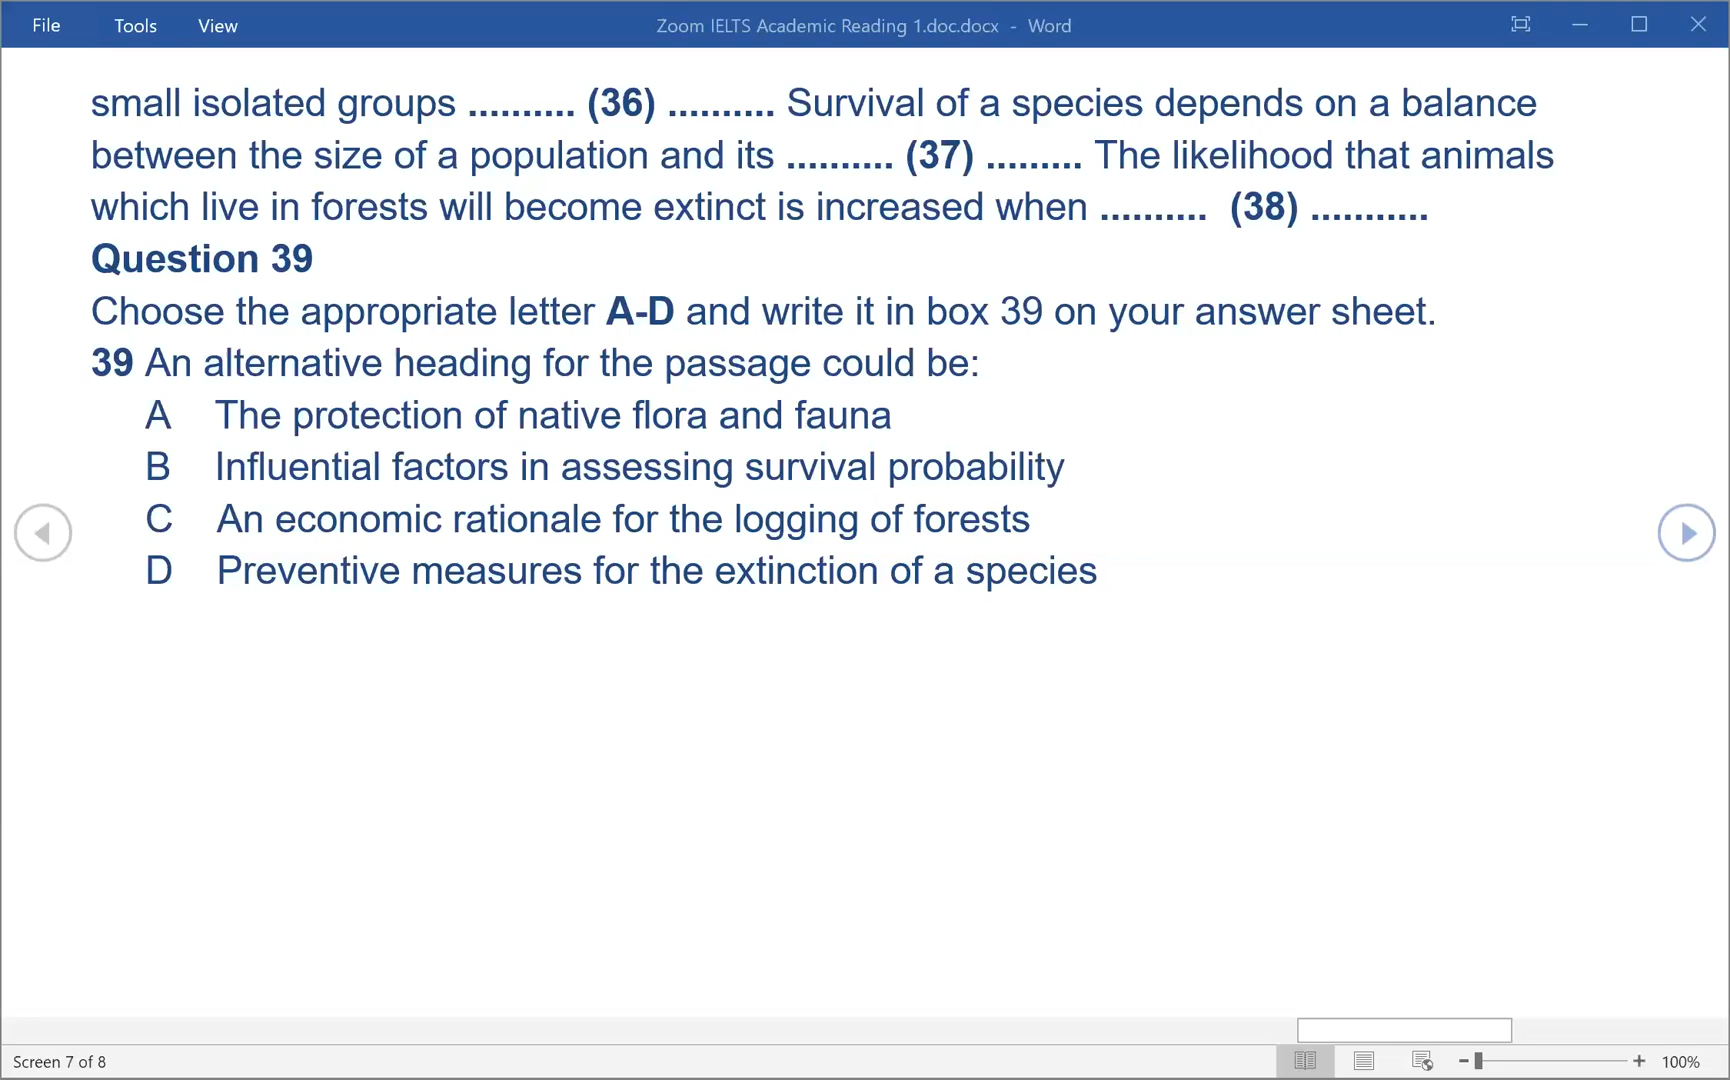 File Tools View Zoom IELTS Academic Reading 1.doc.docx - Word
small isolated groups .......... (36) .......... Survival of a species depends on a balance
between the size of a population and its .......... (37) ......... The likelihood that animals
which live in forests will become extinct is increased when .......... (38) ...........
Question 39
Choose the appropriate letter A-D and write it in box 39 on your answer sheet.
39 An alternative heading for the passage could be:
A The protection of native flora and fauna
B Influential factors in assessing survival probability
C An economic rationale for the logging of forests
D Preventive measures for the extinction of a species
Screen 7 of 8 100%